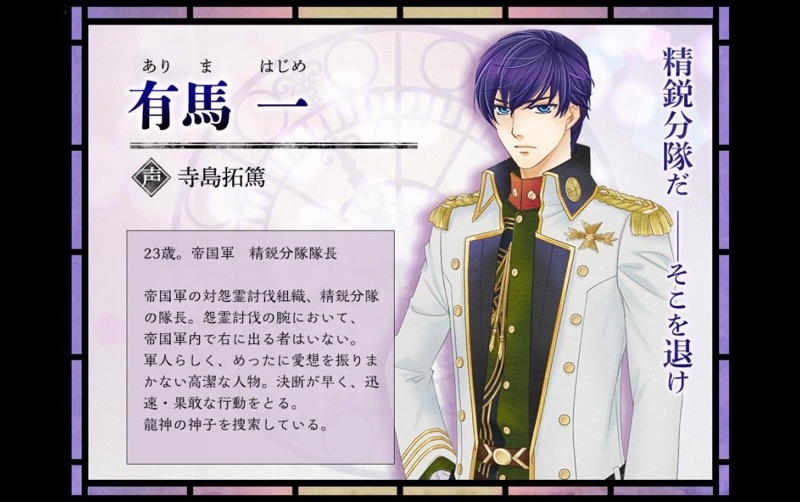 あり ま はじめ
有馬 一
声 寺島拓篤
精鋭分隊だ ――そこを退け
23歳。帝国軍　精鋭分隊隊長
帝国軍の対怨霊討伐組織、精鋭分隊
の隊長。怨霊討伐の腕において、
帝国軍内で右に出る者はいない。
軍人らしく、めったに愛想を振りま
かない高潔な人物。決断が早く、迅
速・果敢な行動をとる。
龍神の神子を捜索している。